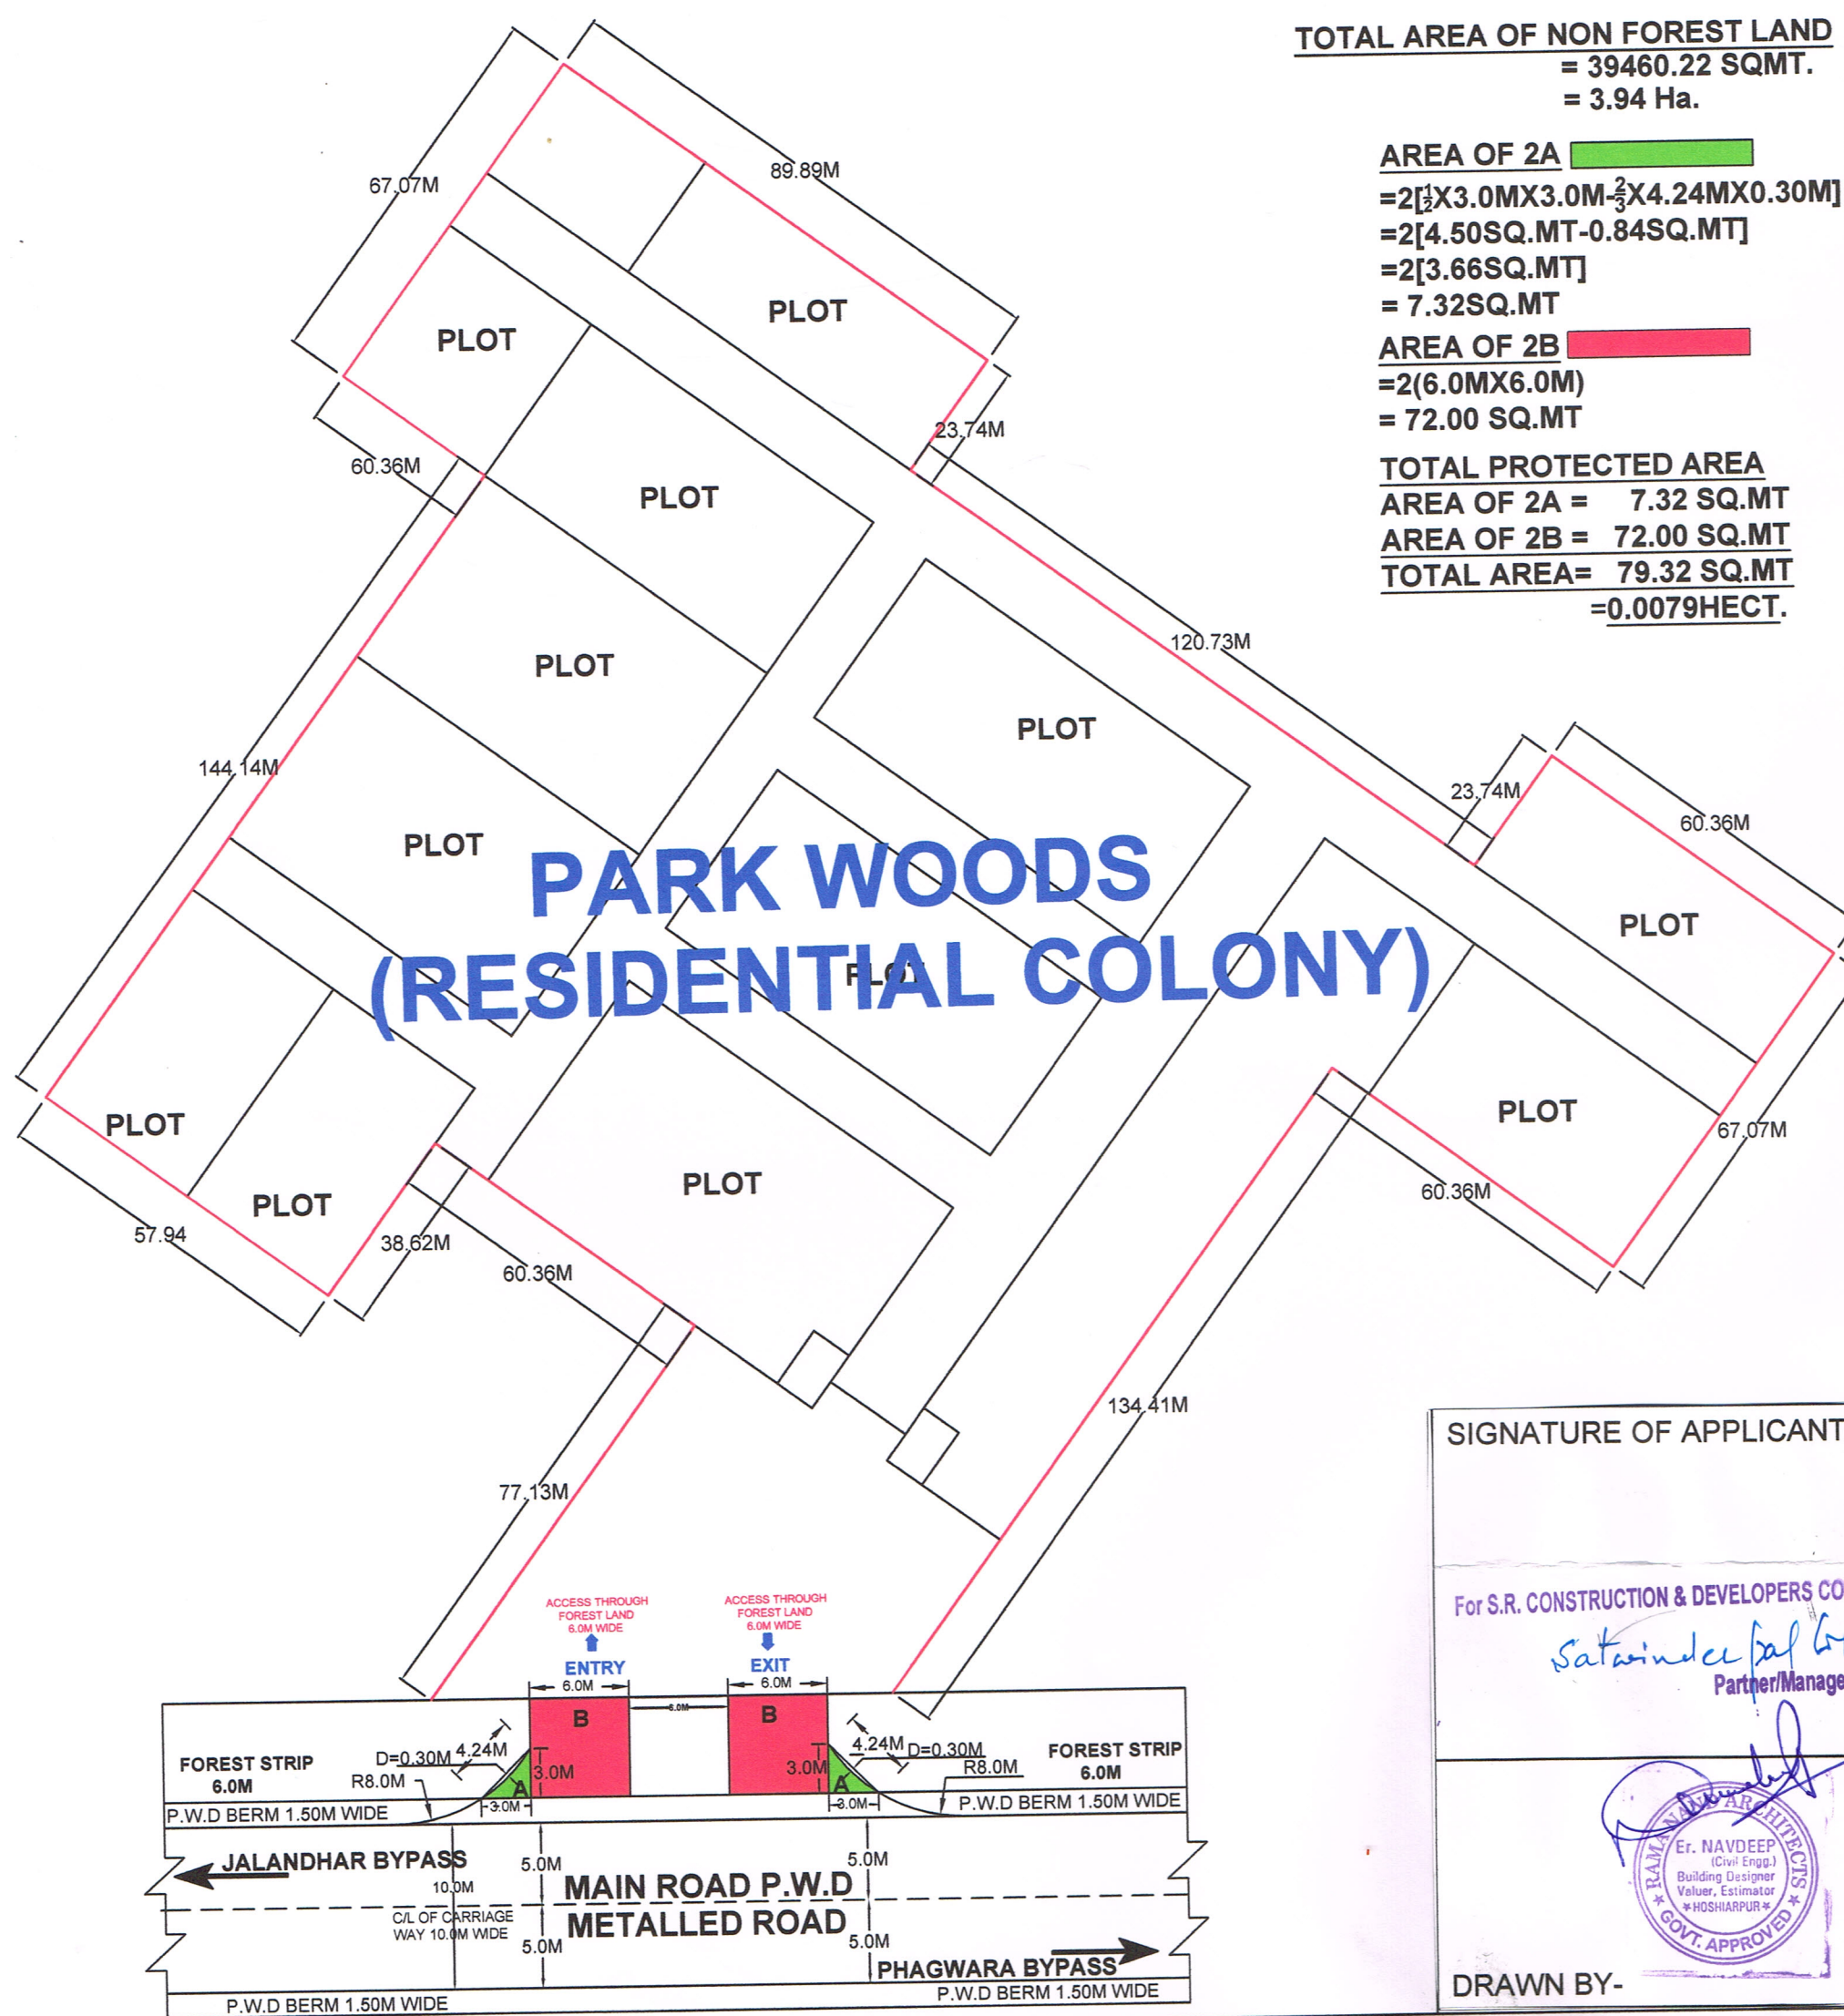 TOTAL AREA OF NON FOREST LAND
= 39460.22 SQMT.
= 3.94 Ha.
AREA OF 2A
=2[½X3.0MX3.0M-⅔X4.24MX0.30M]
=2[4.50SQ.MT-0.84SQ.MT]
=2[3.66SQ.MT]
= 7.32SQ.MT
AREA OF 2B
=2(6.0MX6.0M)
= 72.00 SQ.MT
TOTAL PROTECTED AREA
AREA OF 2A = 7.32 SQ.MT
AREA OF 2B = 72.00 SQ.MT
TOTAL AREA= 79.32 SQ.MT
=0.0079HECT.
67.07M
89.89M
PLOT
PLOT
23.74M
60.36M
PLOT
120.73M
PLOT
PLOT
144.14M
23.74M
60.36M
PLOT
PARK WOODS
(RESIDENTIAL COLONY)
PLOT
PLOT
PLOT
67.07M
PLOT
PLOT
PLOT
60.36M
57.94
38.62M
60.36M
134.41M
77.13M
SIGNATURE OF APPLICANT
For S.R. CONSTRUCTION & DEVELOPERS CO
Satwinder pal
Partner/Manage
ACCESS THROUGH
FOREST LAND
6.0M WIDE
ENTRY
6.0M
ACCESS THROUGH
FOREST LAND
6.0M WIDE
EXIT
6.0M
B
6.0M
B
FOREST STRIP
6.0M
D=0.30M
4.24M
R8.0M
3.0M
A
3.0M
3.0M
A
3.0M
4.24M
D=0.30M
R8.0M
FOREST STRIP
6.0M
P.W.D BERM 1.50M WIDE
P.W.D BERM 1.50M WIDE
JALANDHAR BYPASS
10.0M
5.0M
5.0M
MAIN ROAD P.W.D
METALLED ROAD
C/L OF CARRIAGE
WAY 10.0M WIDE
5.0M
5.0M
PHAGWARA BYPASS
P.W.D BERM 1.50M WIDE
P.W.D BERM 1.50M WIDE
RAMA NAND ARCHITECTS
Er. NAVDEEP
(Civil Engg.)
Building Designer
Valuer, Estimator
*HOSHIARPUR*
GOVT. APPROVED
DRAWN BY-